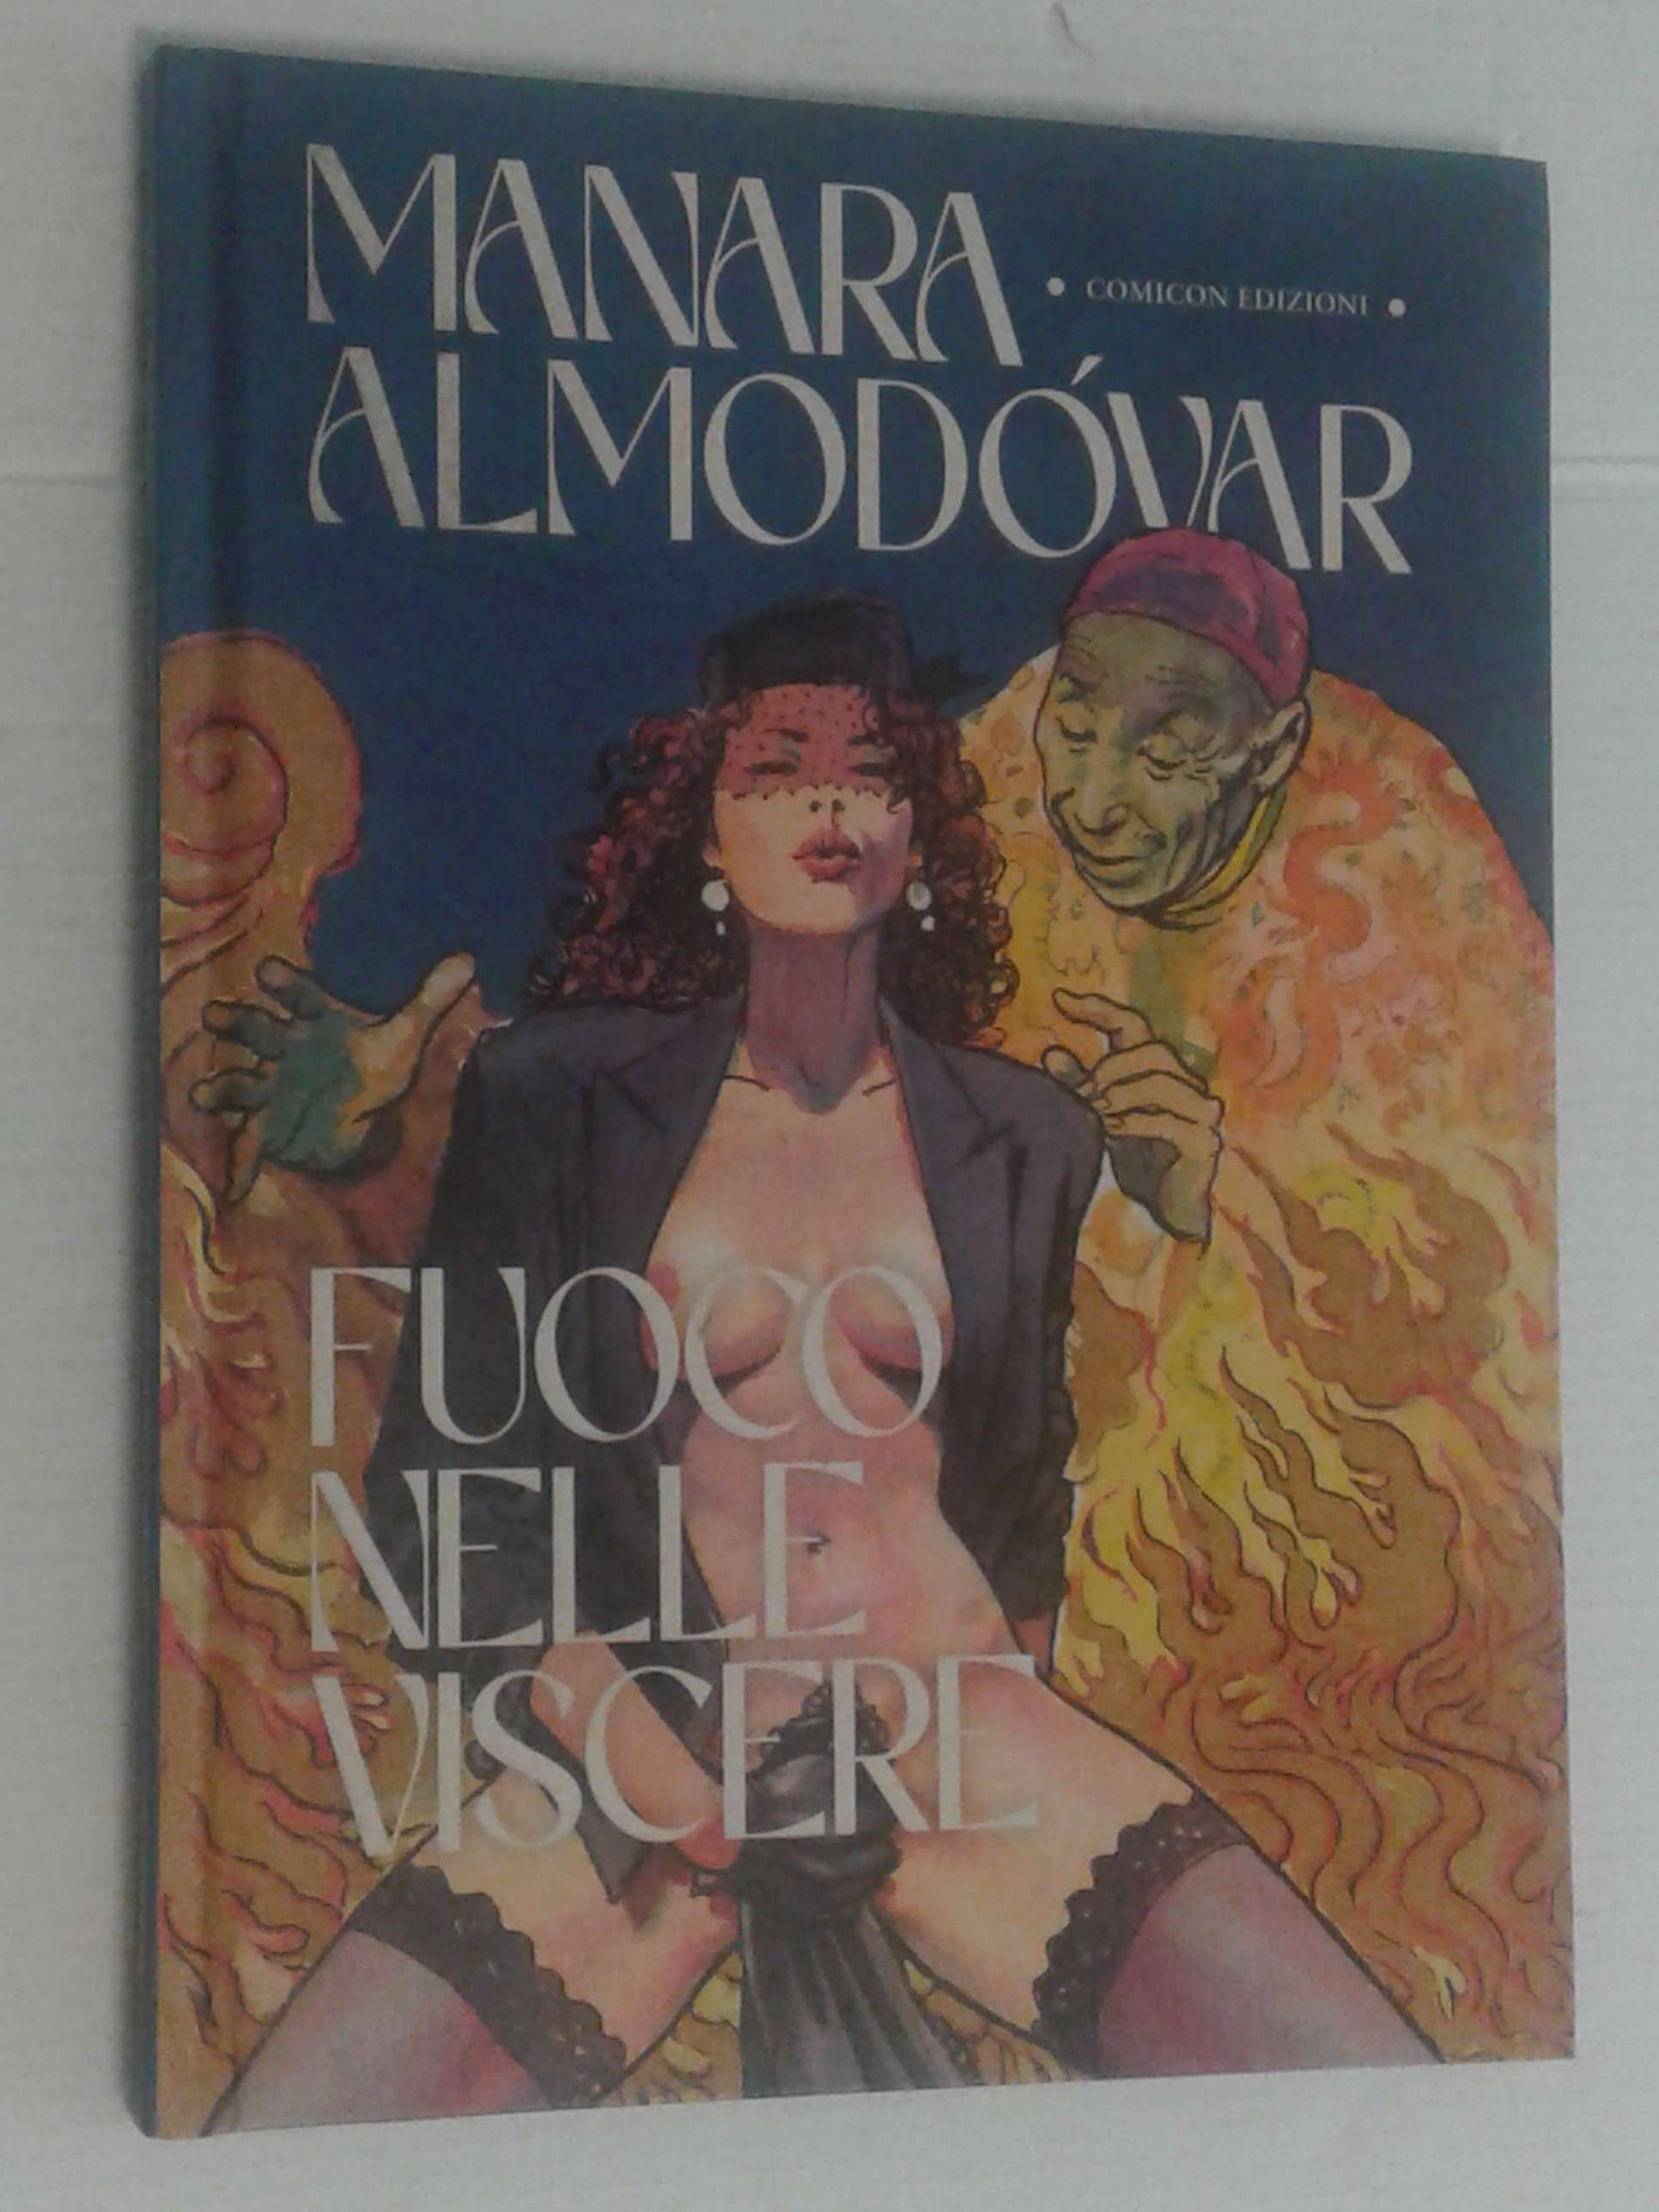 MANARA
• COMICON EDIZIONI •
ALMODÓVAR
FUOCO
NELLE
VISCERE